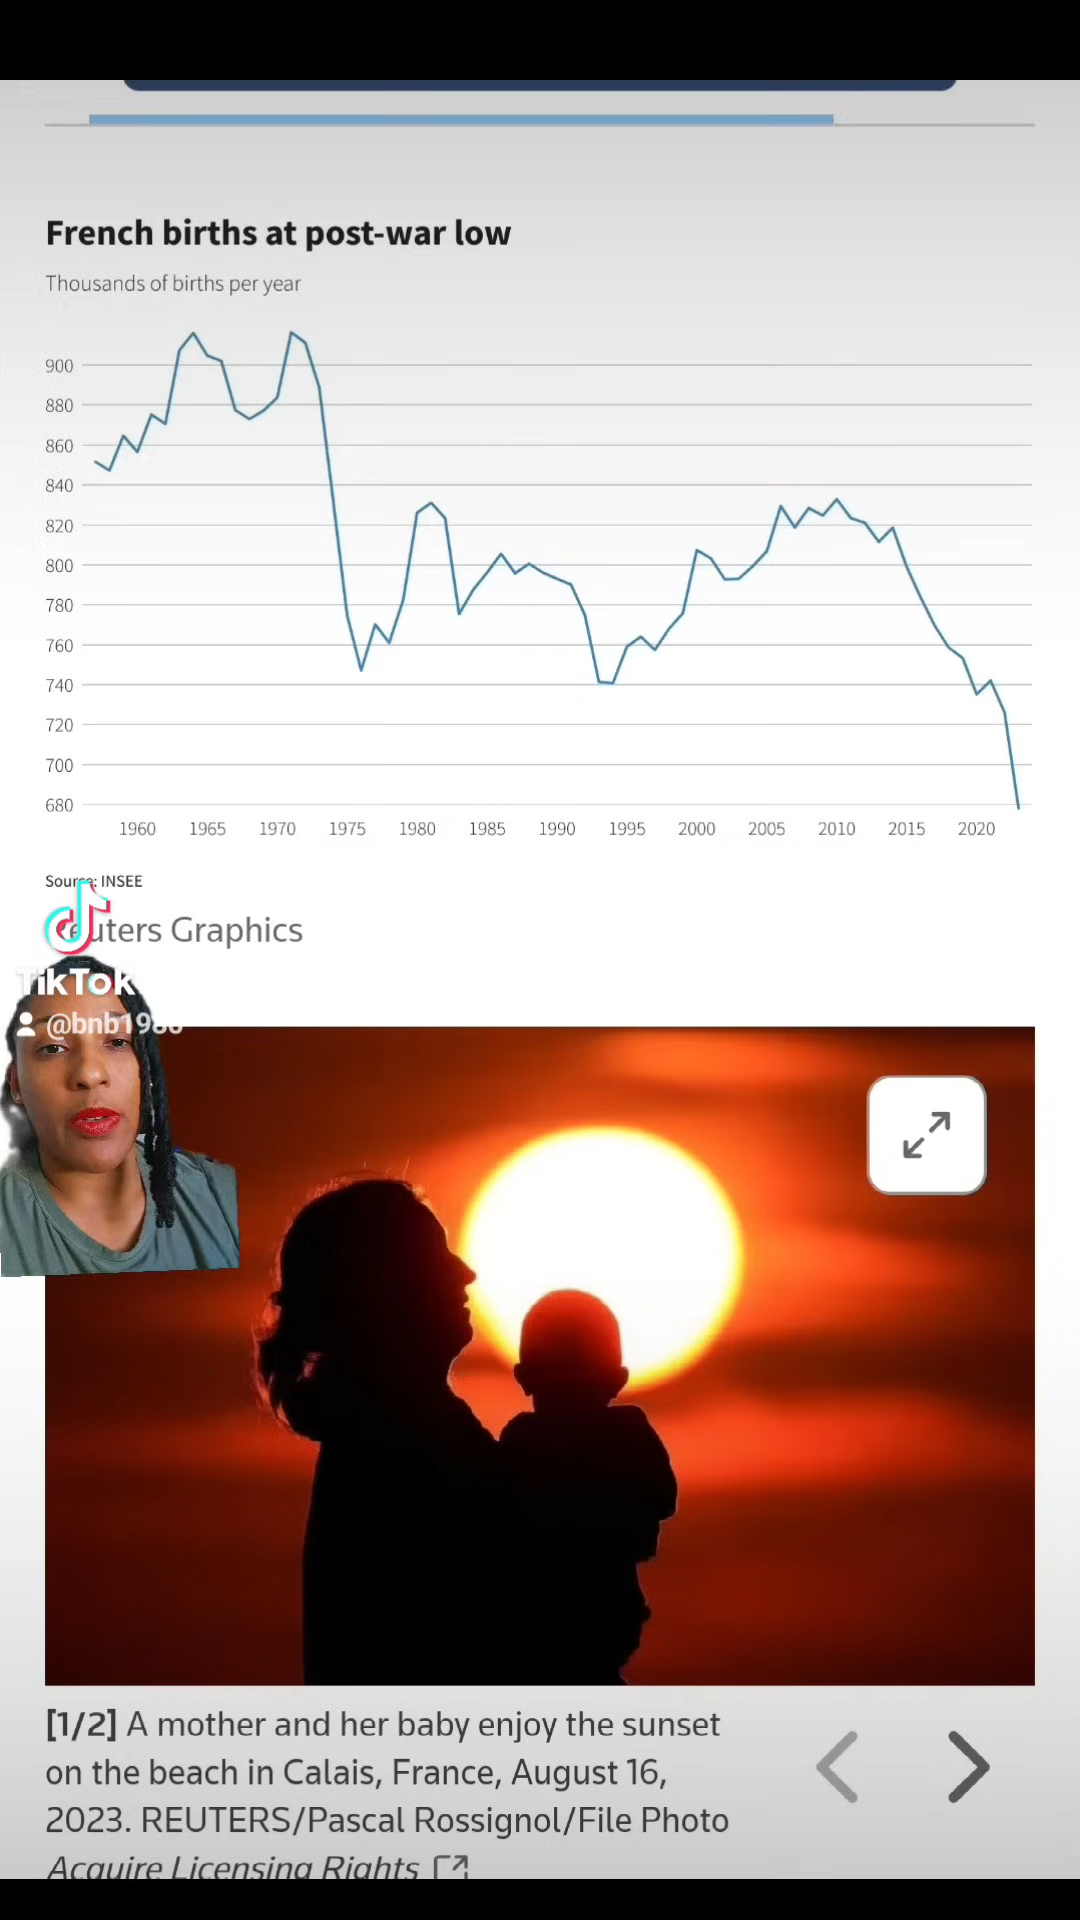 French births at post-war low
Thousands of births per year
900
880
860
840
820
800
780
760
740
720
700
680
1960 1965 1970 1975 1980 1985 1990 1995 2000 2005 2010 2015 2020
Source: INSEE
Reuters Graphics
TikTok
@bnb1980
[1/2] A mother and her baby enjoy the sunset
on the beach in Calais, France, August 16,
2023. REUTERS/Pascal Rossignol/File Photo
Acquire Licensing Rights